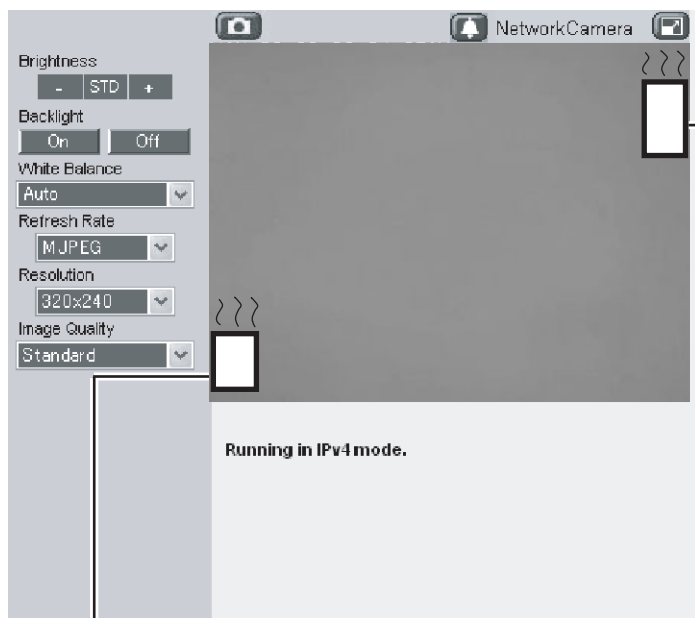 NetworkCamera
Brightness
- STD +
Backlight
On Off
White Balance
Auto
Refresh Rate
MJPEG
Resolution
320x240
Image Quality
Standard
Running in IPv4 mode.